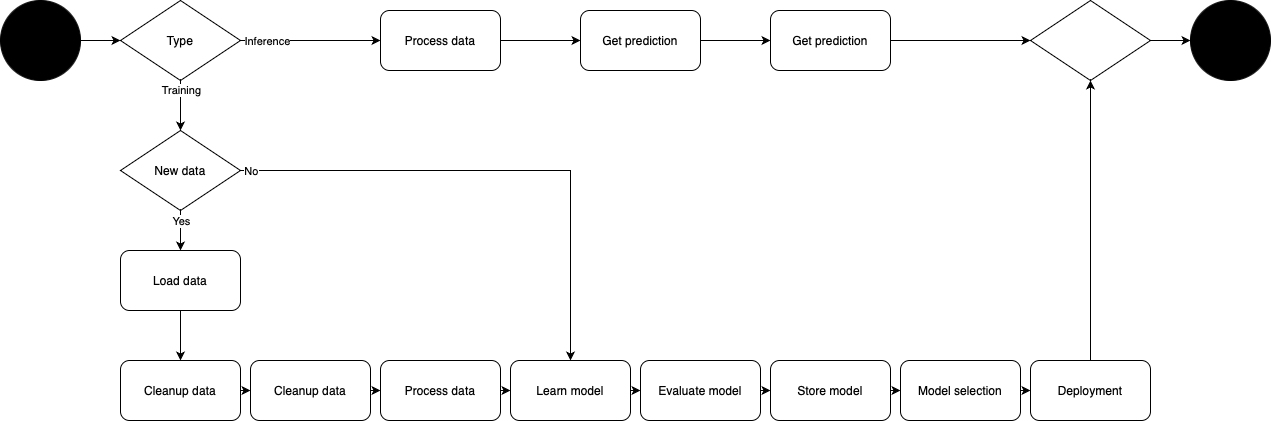 Type
Inference
Process data
Get prediction
Get prediction
Training
New data
No
Yes
Load data
Cleanup data
Cleanup data
Process data
Learn model
Evaluate model
Store model
Model selection
Deployment